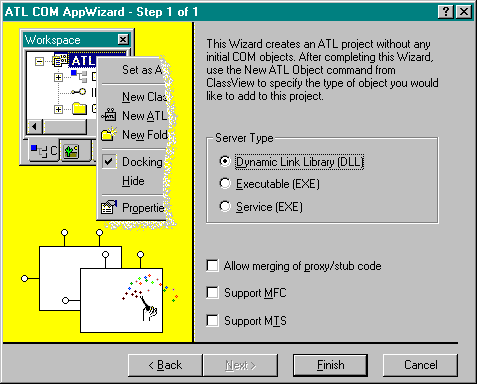 ATL COM AppWizard - Step 1 of 1
Workspace
ATL
Set as A
New Clas
New ATL
New Fold
Docking
Hide
Propertie
C
This Wizard creates an ATL project without any
initial COM objects. After completing this Wizard,
use the New ATL Object command from
ClassView to specify the type of object you would
like to add to this project.
Server Type
Dynamic Link Library (DLL)
Executable (EXE)
Service (EXE)
Allow merging of proxy/stub code
Support MFC
Support MTS
< Back
Next >
Finish
Cancel